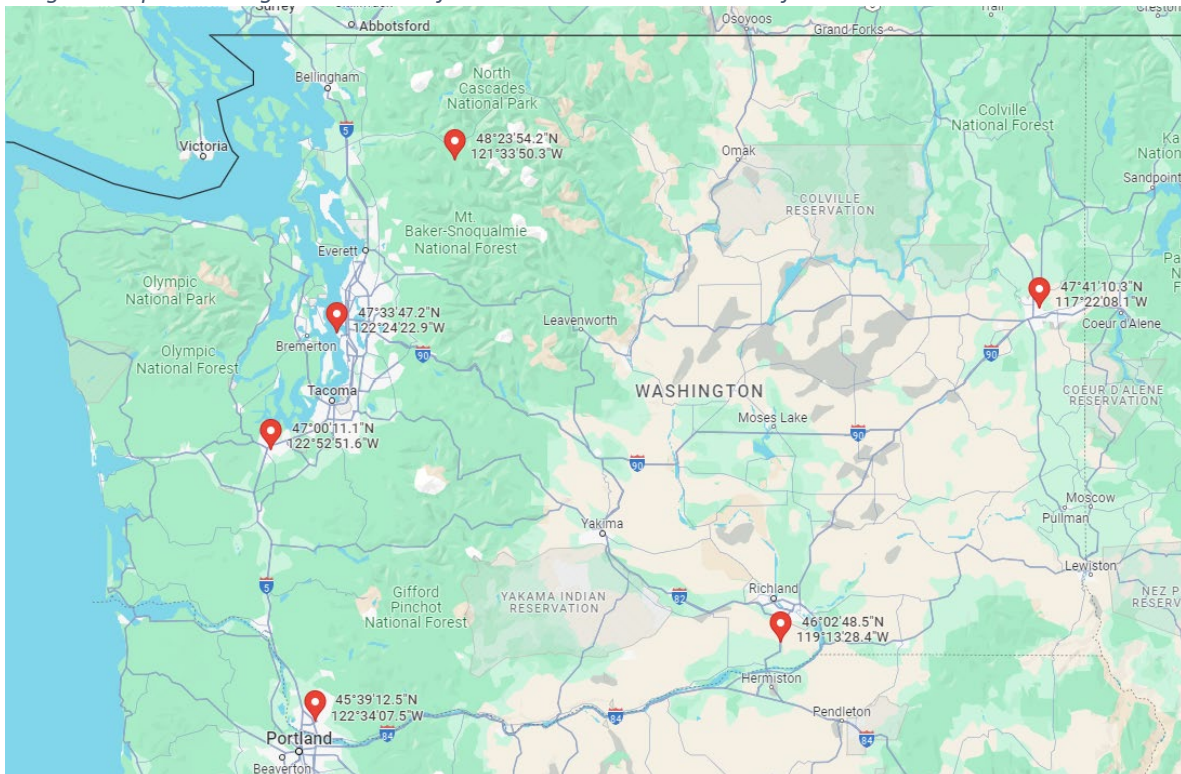 Surrey
Abbotsford
Osoyoos
Grand Forks
Trail
Creston
Bellingham
North
Cascades
National Park
Colville
National Forest
5
48°23'54.2"N
121°33'50.3"W
Victoria
Omak
Sandpoint
COLVILLE
RESERVATION
Mt.
Baker-Snoqualmie
National Forest
Everett
Olympic
National Park
47°41'10.3"N
117°22'08.1"W
47°33'47.2"N
122°24'22.9"W
Leavenworth
Coeur d'Alene
Bremerton
Olympic
National Forest
90
90
WASHINGTON
Tacoma
COEUR D'ALENE
RESERVATION
Moses Lake
47°00'11.1"N
122°52'51.6"W
90
90
Moscow
Pullman
Yakima
Lewiston
5
Gifford
Pinchot
National Forest
YAKAMA INDIAN
RESERVATION
82
Richland
NEZ P
RESERV
46°02'48.5"N
119°13'28.4"W
Hermiston
45°39'12.5"N
122°34'07.5"W
84
Pendleton
Portland
84
84
Beaverton